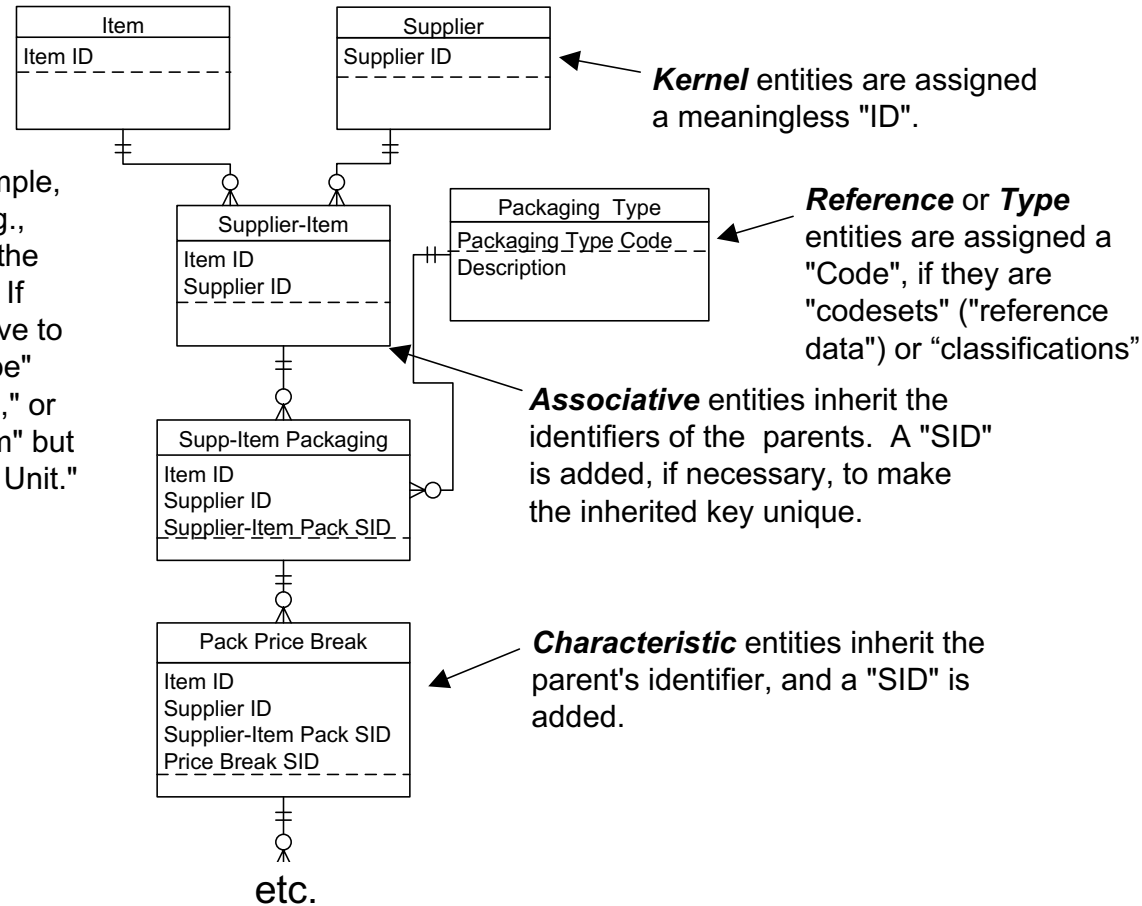 Item
Item ID
Supplier
Supplier ID
Kernel entities are assigned
a meaningless "ID".
Supplier-Item
Item ID
Supplier ID
Packaging Type
Packaging Type Code
Description
Reference or Type
entities are assigned a
"Code", if they are
"codesets" ("reference
data") or “classifications”
If
or
but
Unit."
Associative entities inherit the
identifiers of the parents. A "SID"
is added, if necessary, to make
the inherited key unique.
Supp-Item Packaging
Item ID
Supplier ID
Supplier-Item Pack SID
Pack Price Break
Item ID
Supplier ID
Supplier-Item Pack SID
Price Break SID
Characteristic entities inherit the
parent's identifier, and a "SID" is
added.
etc.